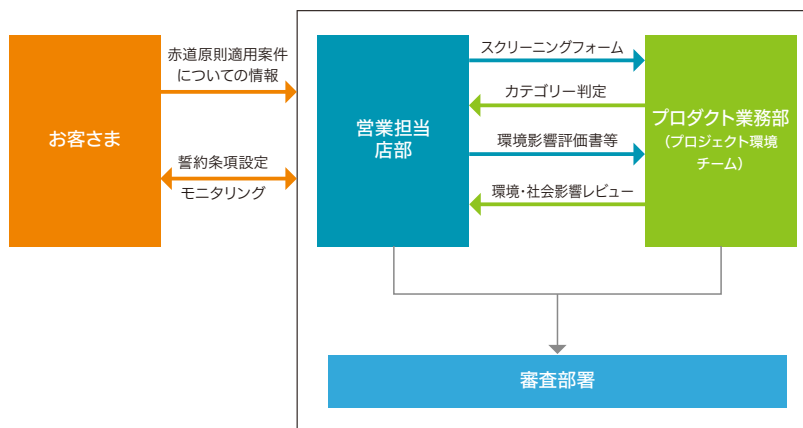 お客さま
赤道原則適用案件
についての情報
誓約条項設定
モニタリング
営業担当
店部
スクリーニングフォーム
カテゴリー判定
環境影響評価書等
環境・社会影響レビュー
プロダクト業務部
（プロジェクト環境
チーム）
審査部署